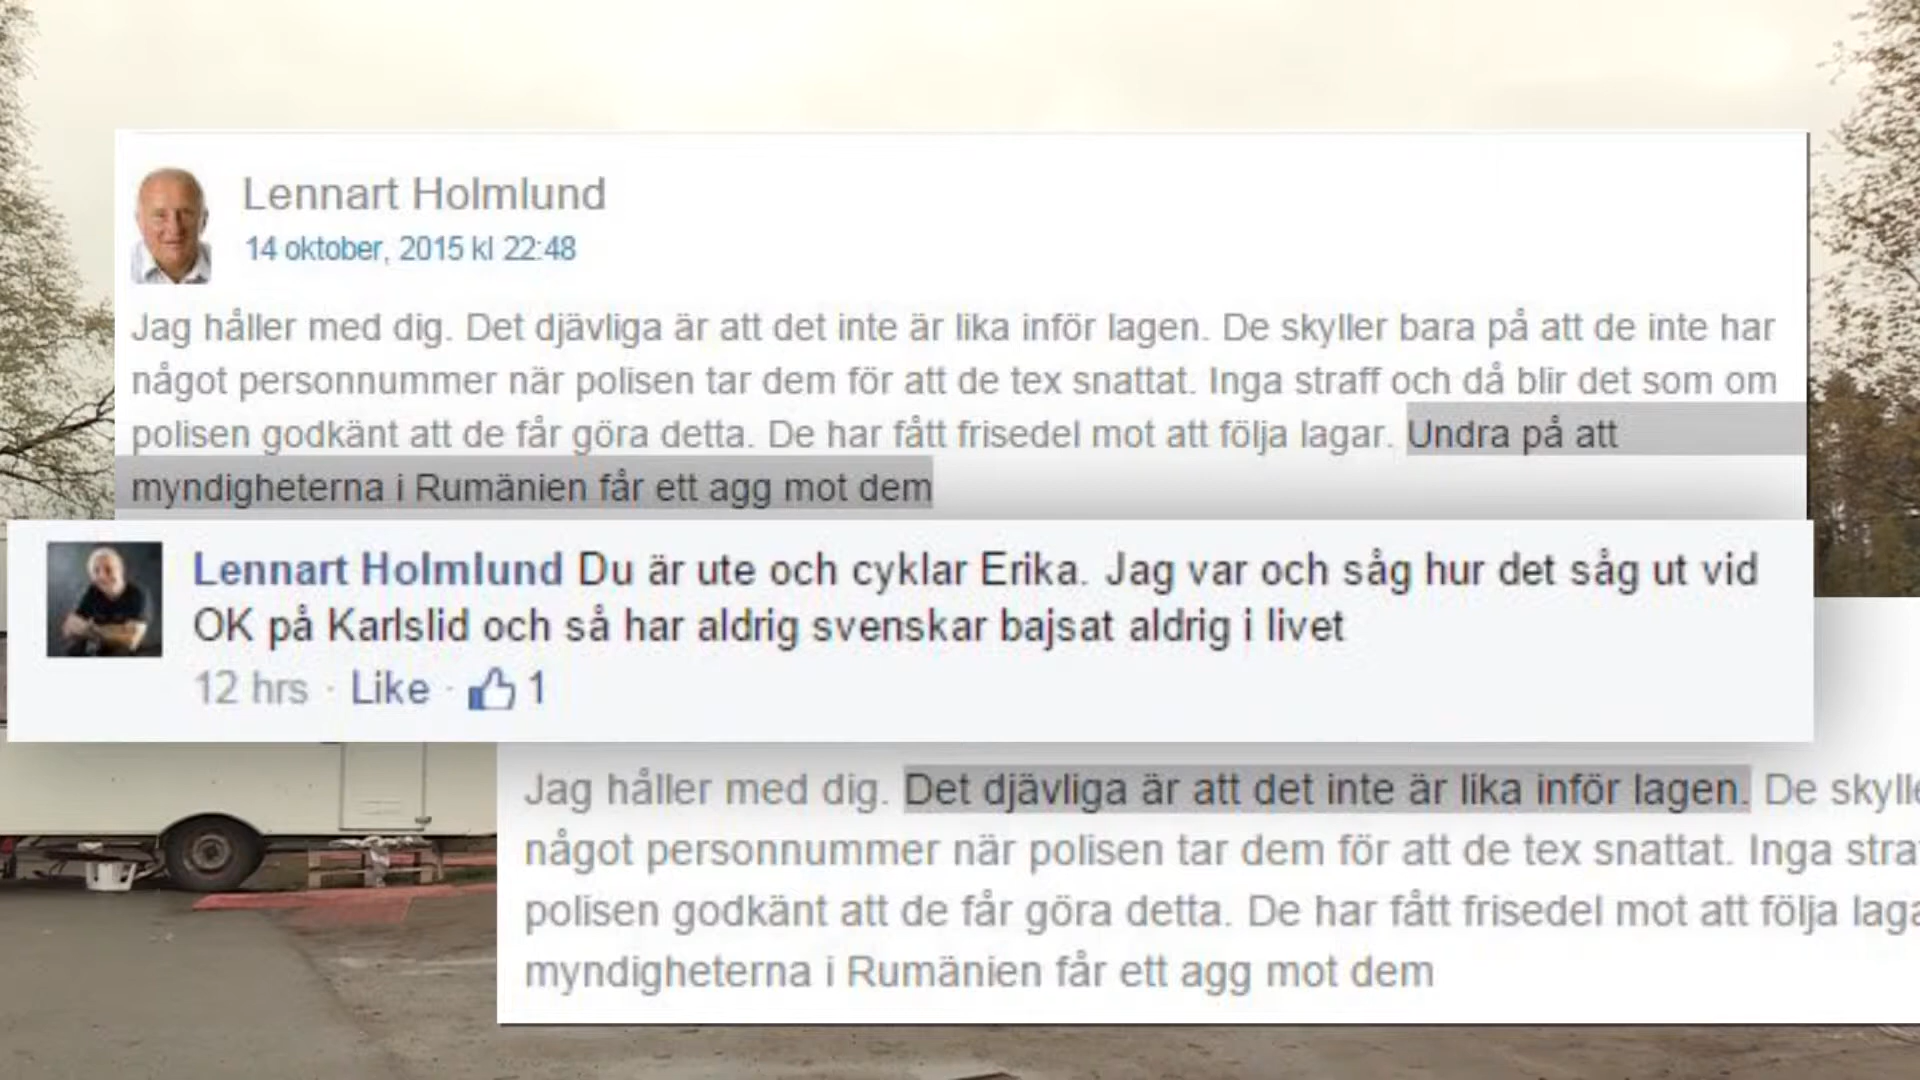 Lennart Holmlund
14 oktober, 2015 kl 22:48
Jag håller med dig. Det djävliga är att det inte är lika inför lagen. De skyller bara på att de inte har
något personnummer när polisen tar dem för att de tex snattat. Inga straff och då blir det som om
polisen godkänt att de får göra detta. De har fått frisedel mot att följa lagar. Undra på att
myndigheterna i Rumänien får ett agg mot dem
Lennart Holmlund Du är ute och cyklar Erika. Jag var och såg hur det såg ut vid
OK på Karlslid och så har aldrig svenskar bajsat aldrig i livet
12 hrs · Like · 1
Jag håller med dig. Det djävliga är att det inte är lika inför lagen. De skylle
något personnummer när polisen tar dem för att de tex snattat. Inga stra
polisen godkänt att de får göra detta. De har fått frisedel mot att följa laga
myndigheterna i Rumänien får ett agg mot dem